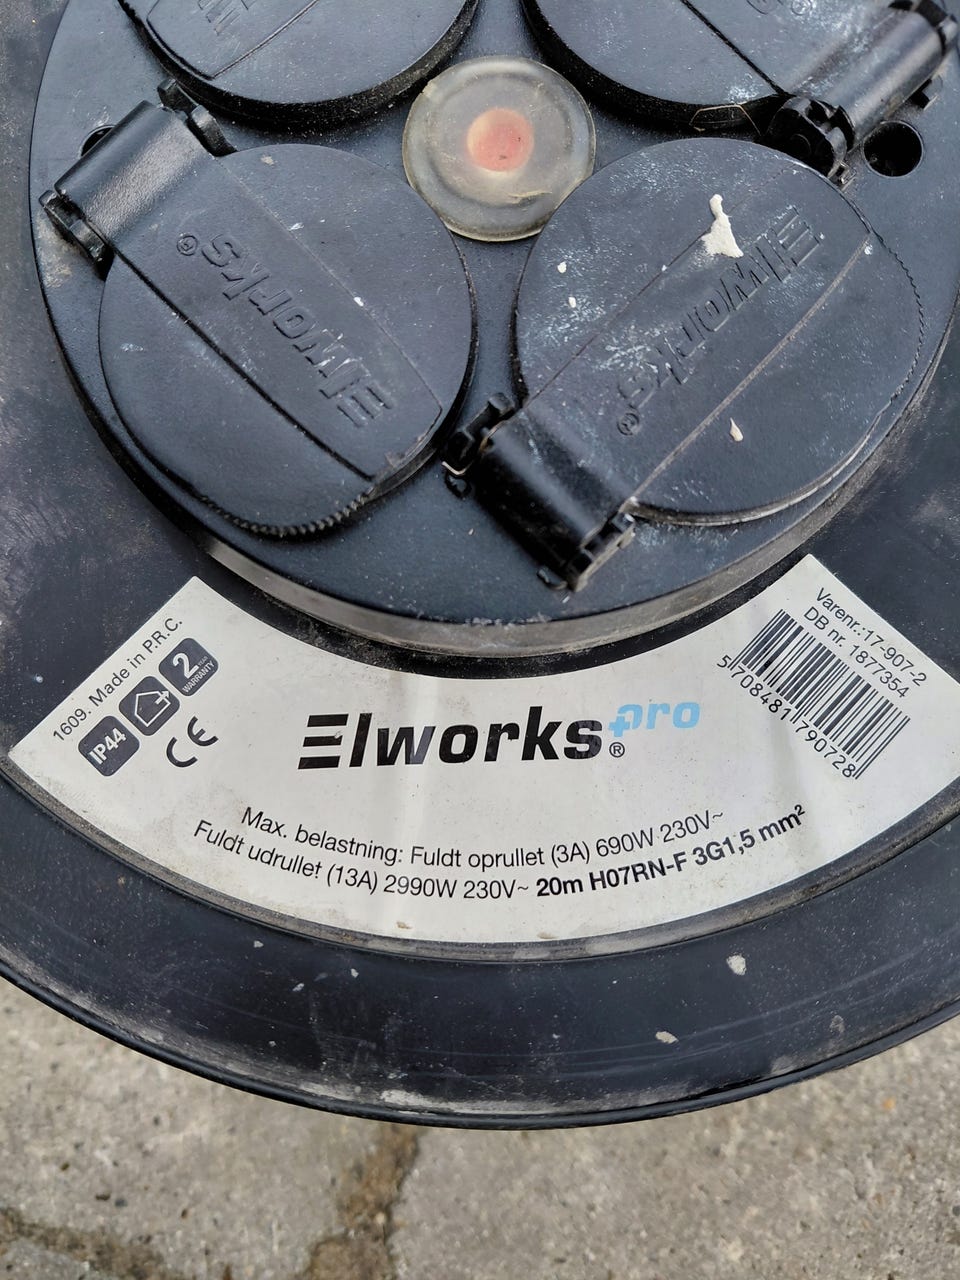 Elworks®
Elworks®
1609. Made in P.R.C.
IP44
2
WARRANTY
CE
Elworks® pro
Varenr.:17-907-2
DB nr. 1877354
5 708481 790728
Max. belastning: Fuldt oprullet (3A) 690W 230V~
Fuldt udrullet (13A) 2990W 230V~ 20m H07RN-F 3G1,5 mm²